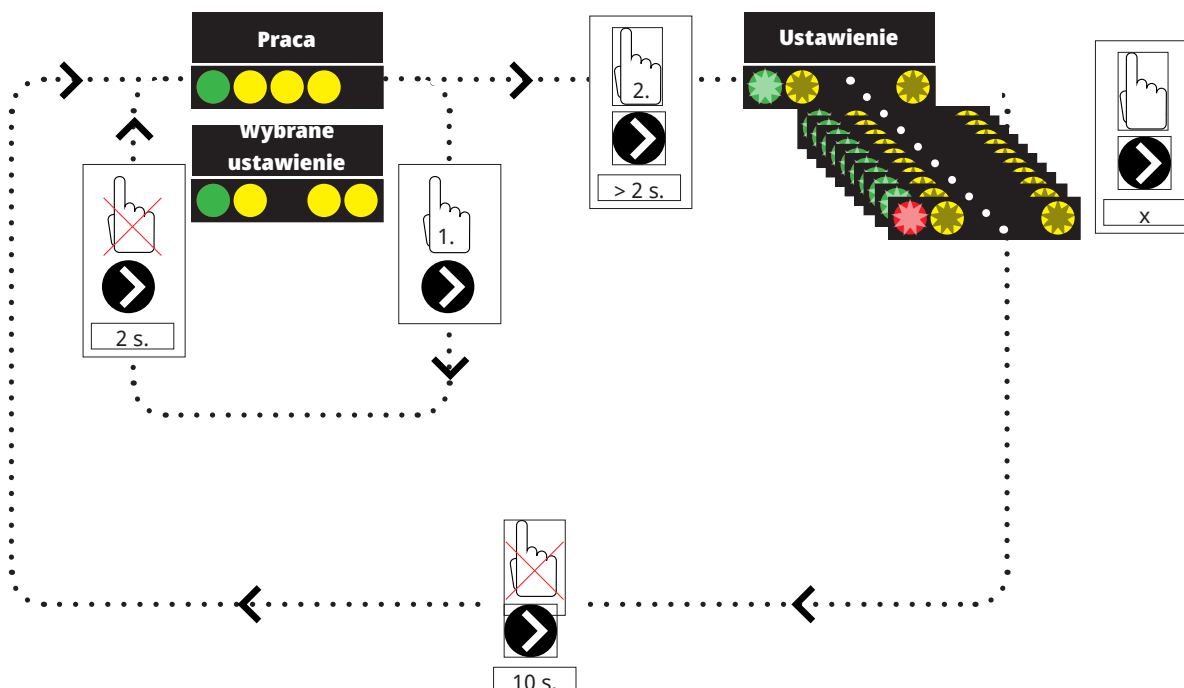 Praca
Wybrane
ustawienie
2 s.
1.
2.
> 2 s.
Ustawienie
x
10 s.